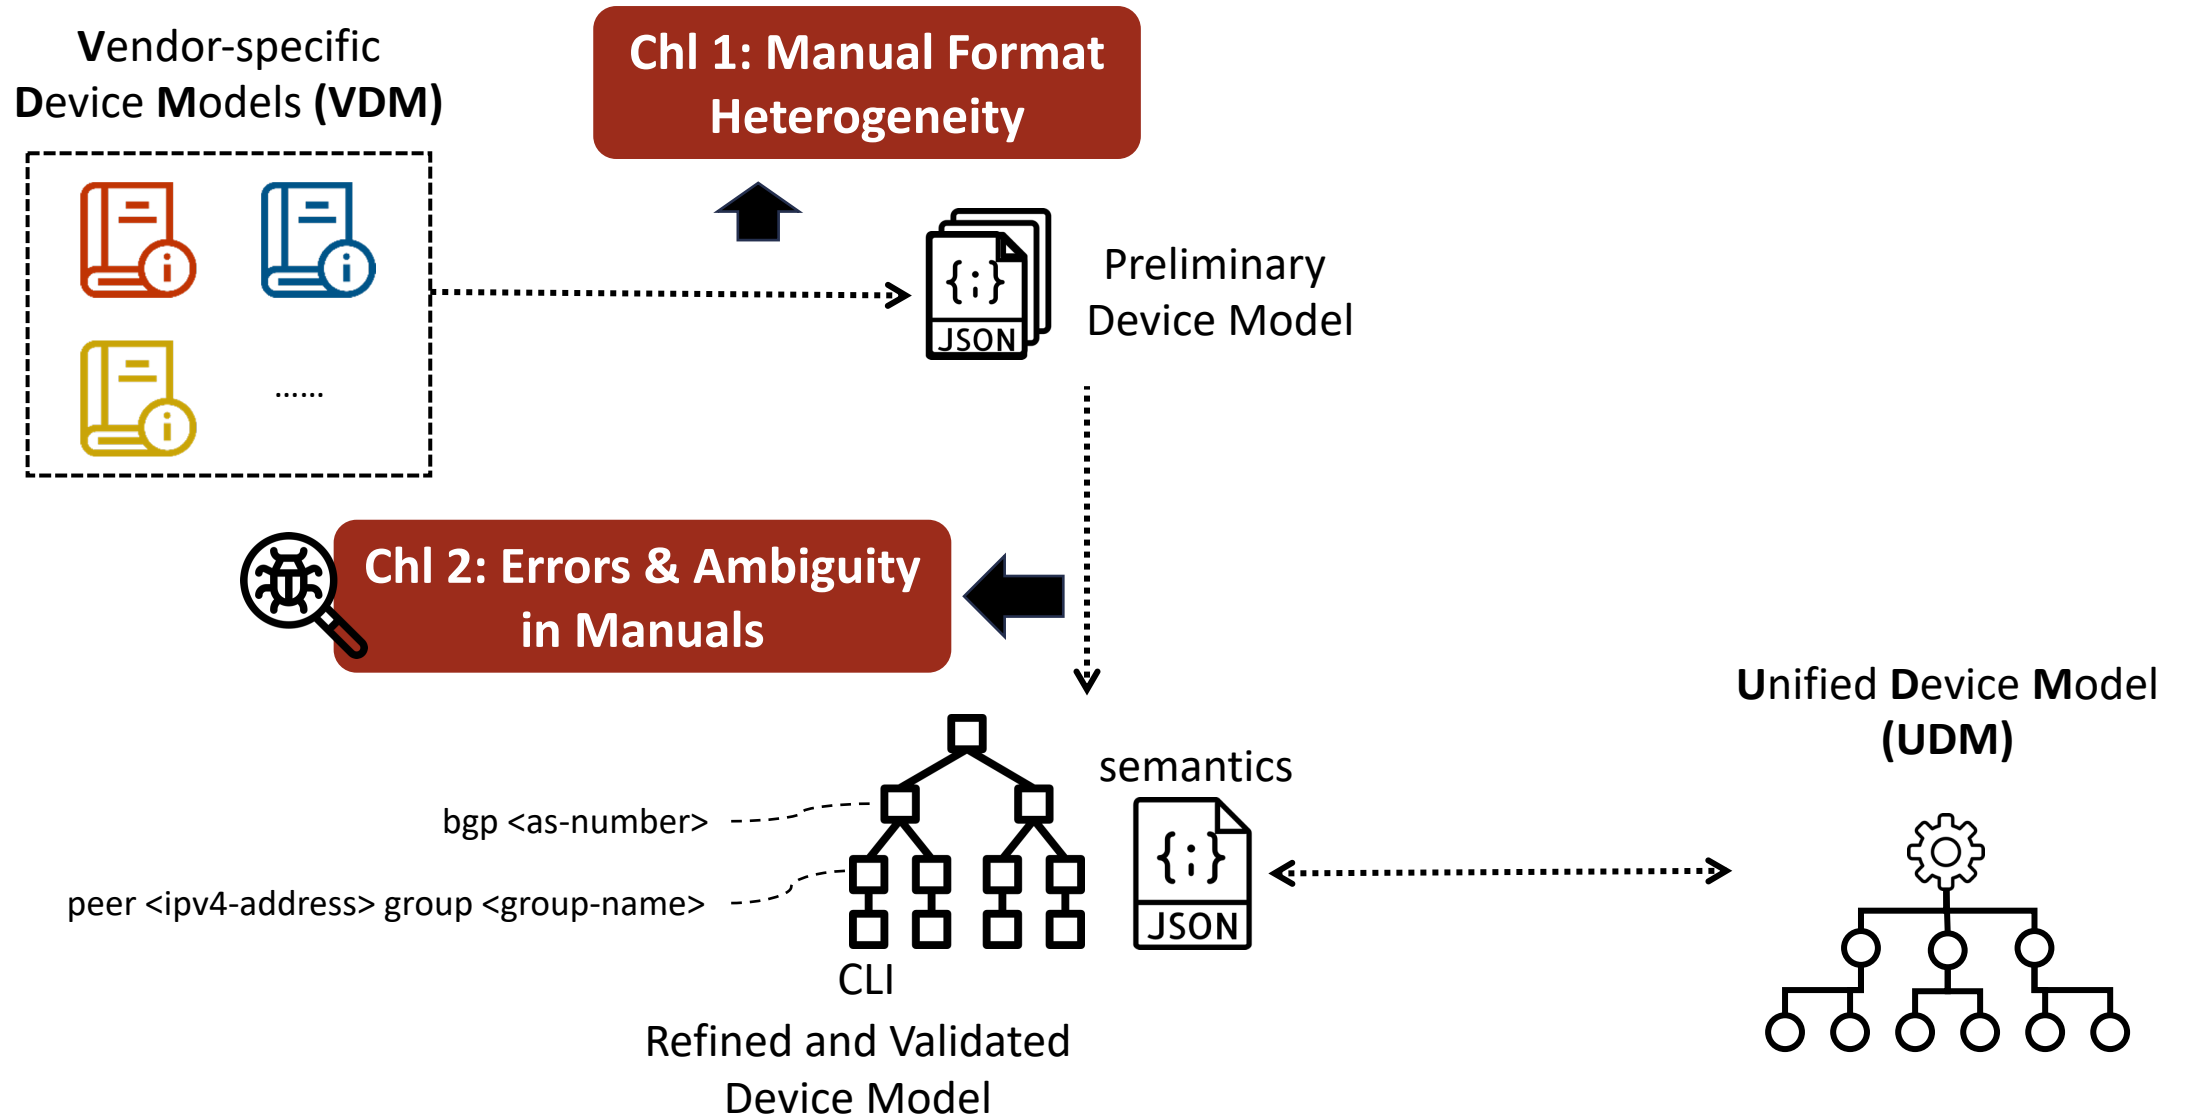 Vendor-specific
Device Models (VDM)
Chl 1: Manual Format
Heterogeneity
......
JSON
Preliminary
Device Model
Chl 2: Errors & Ambiguity
in Manuals
Unified Device Model
(UDM)
semantics
bgp <as-number>
peer <ipv4-address> group <group-name>
JSON
CLI
Refined and Validated
Device Model